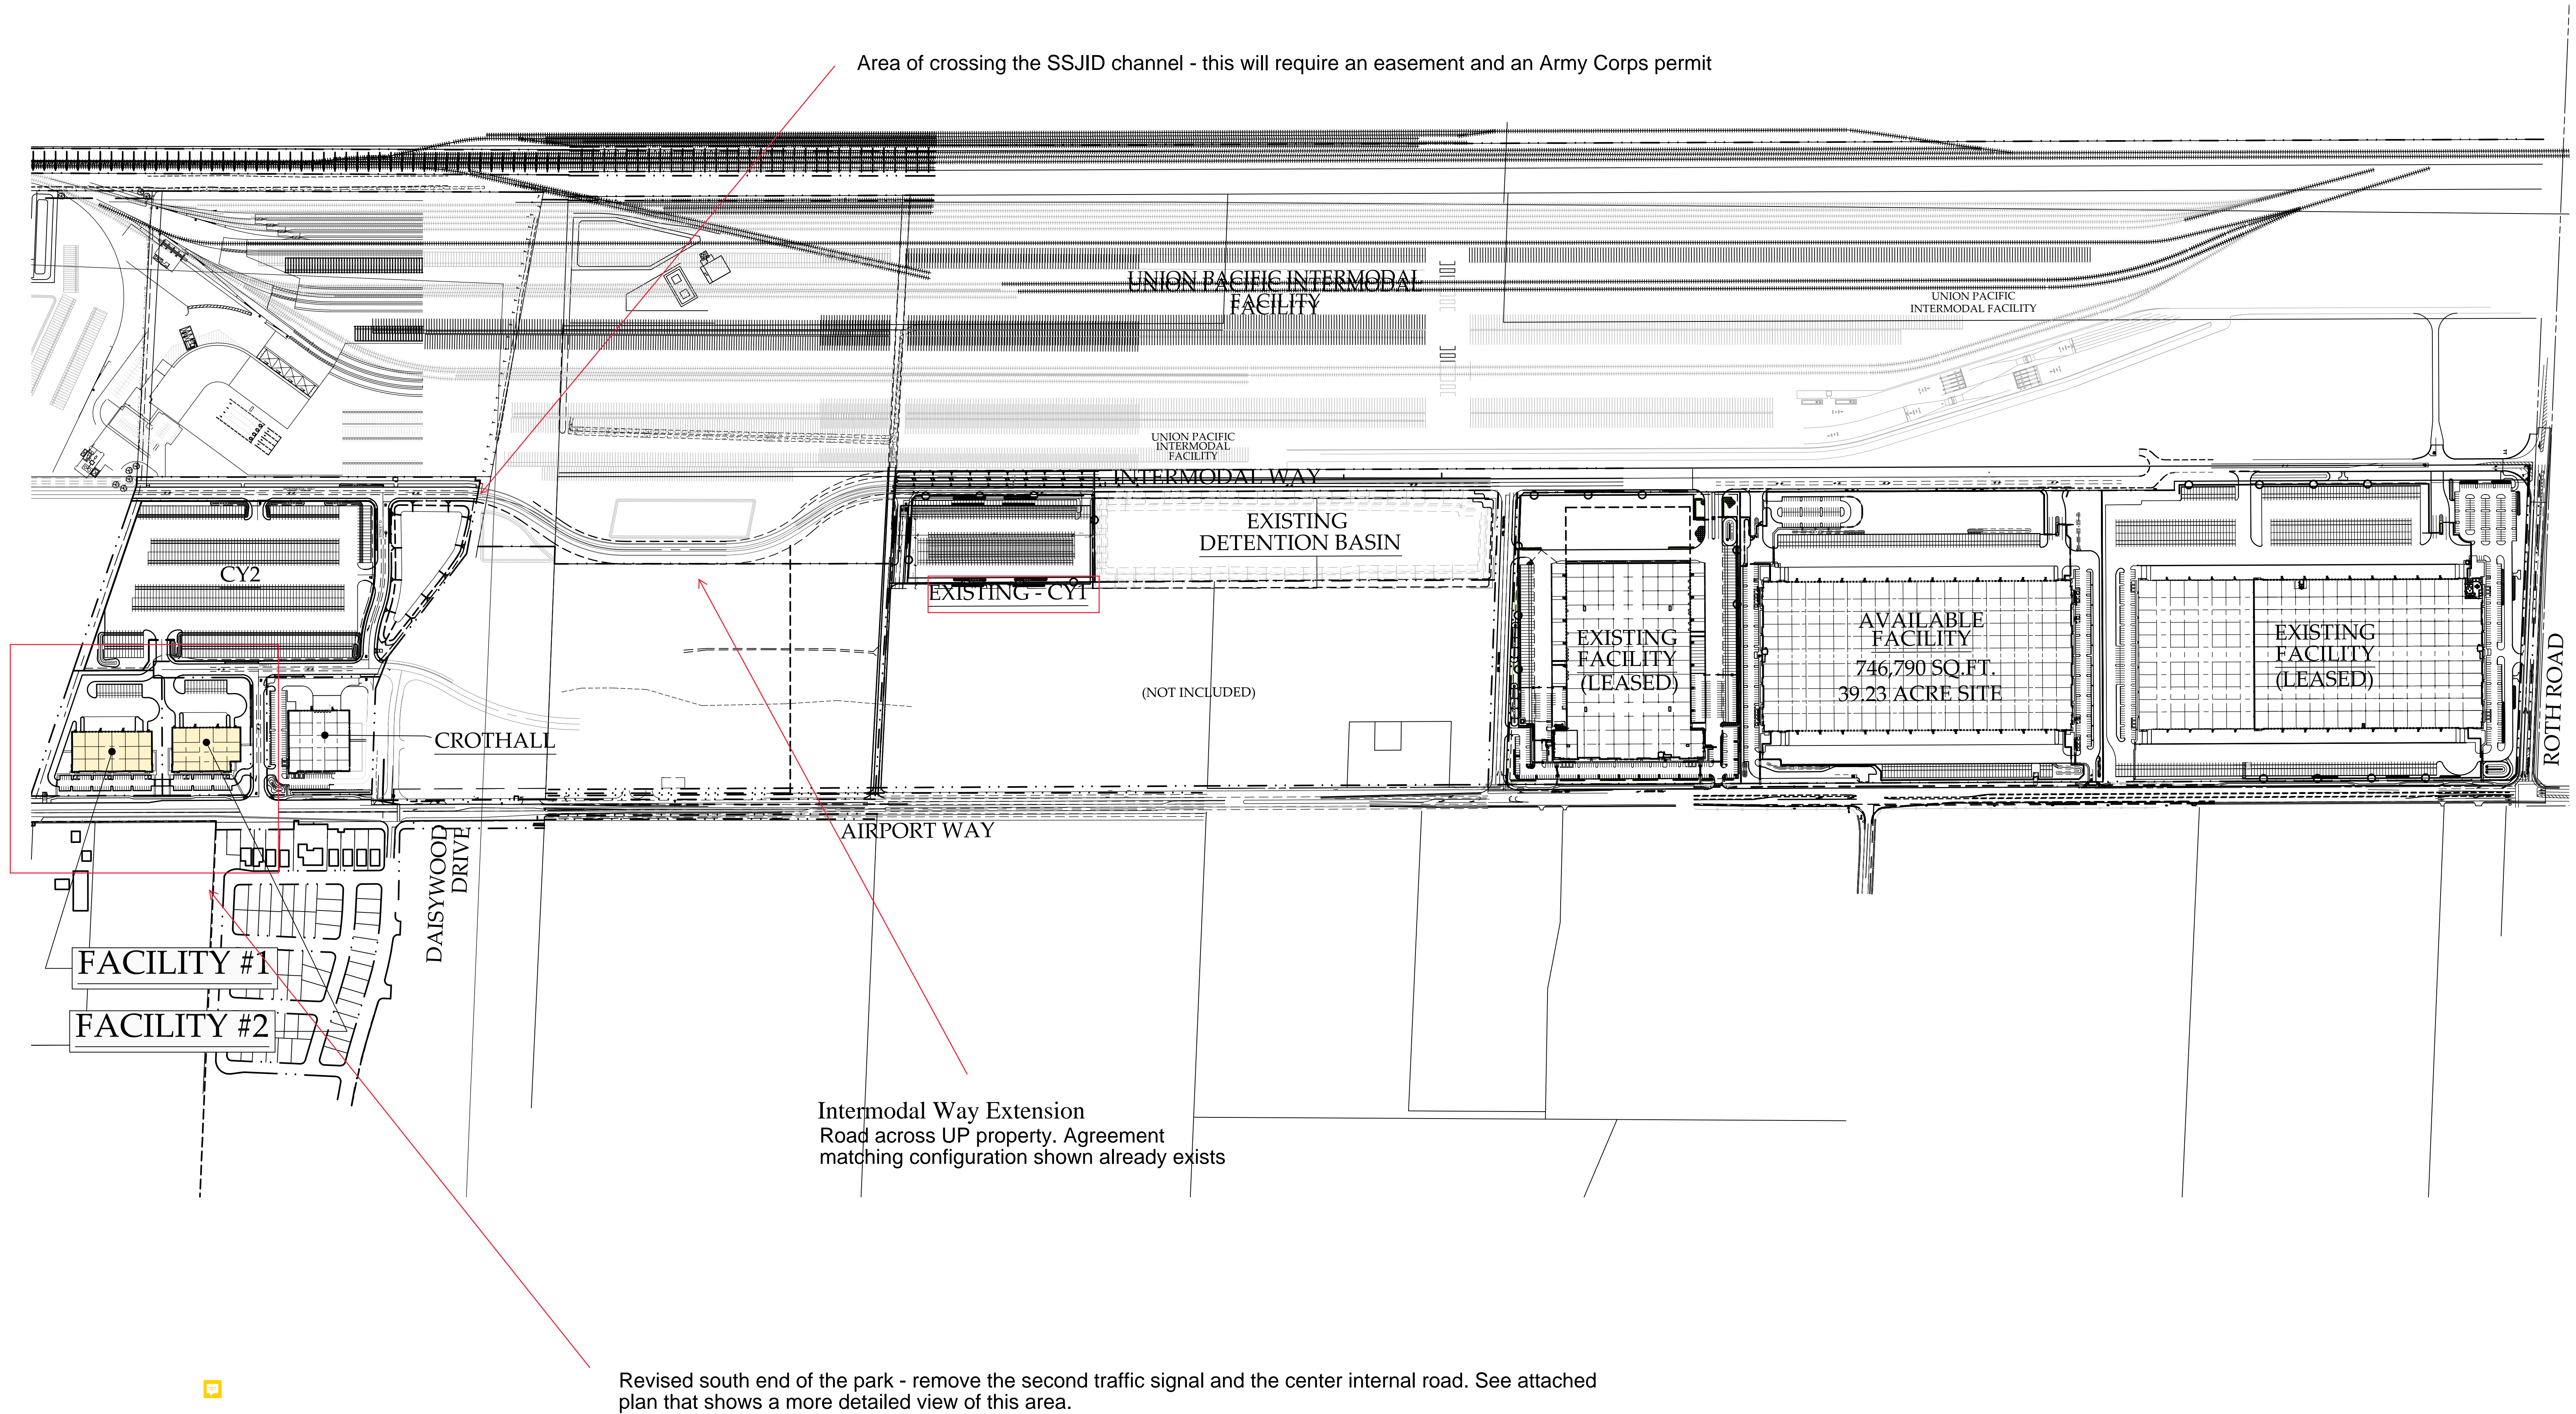 Area of crossing the SSJID channel - this will require an easement and an Army Corps permit
UNION PACIFIC INTERMODAL
FACILITY
UNION PACIFIC
INTERMODAL FACILITY
UNION PACIFIC
INTERMODAL
FACILITY
INTERMODAL WAY
EXISTING
DETENTION BASIN
CY2
EXISTING - CY1
EXISTING
FACILITY
(LEASED)
AVAILABLE
FACILITY
746,790 SQ.FT.
39.23 ACRE SITE
EXISTING
FACILITY
(LEASED)
ROTH ROAD
(NOT INCLUDED)
CROTHALL
AIRPORT WAY
DAISYWOOD
DRIVE
FACILITY #1
FACILITY #2
Intermodal Way Extension
Road across UP property. Agreement
matching configuration shown already exists
Revised south end of the park - remove the second traffic signal and the center internal road. See attached
plan that shows a more detailed view of this area.